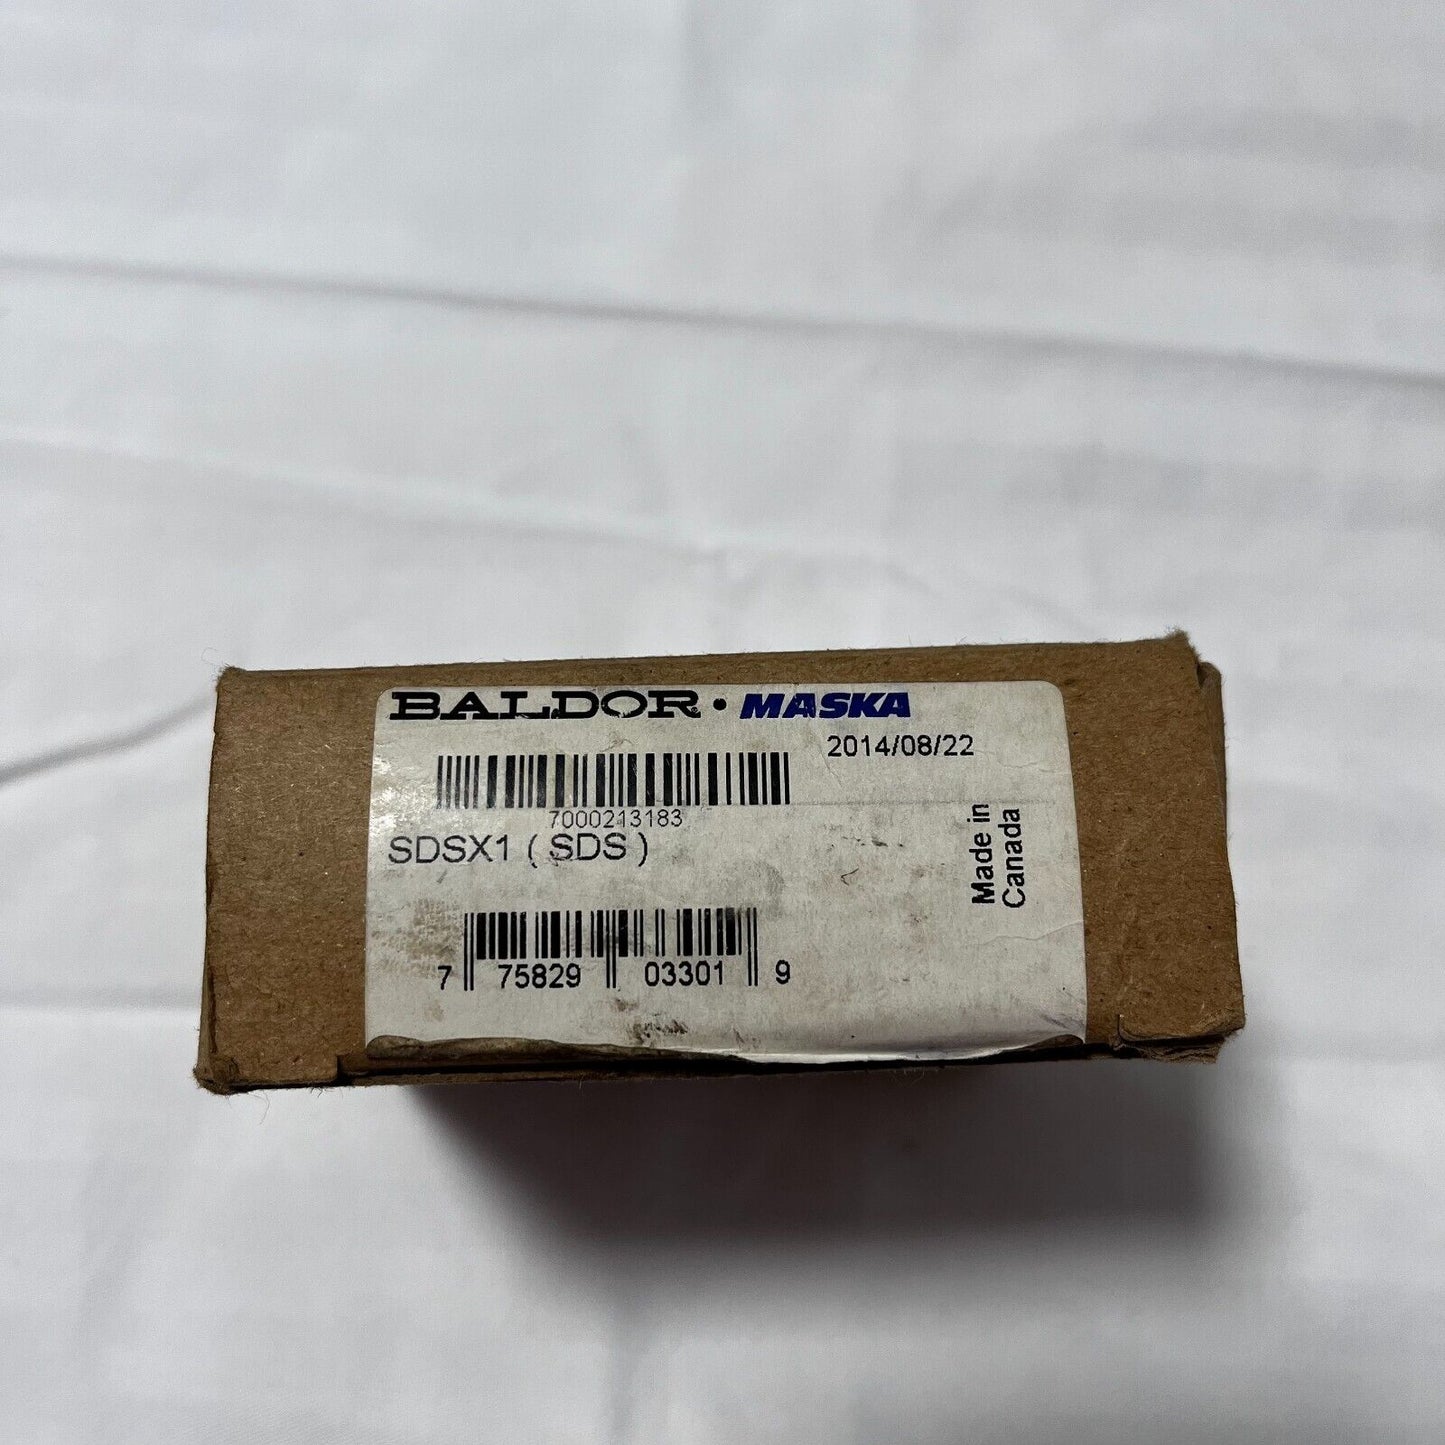 BALDOR • MASKA
2014/08/22
7000213183
SDSX1 ( SDS )
Made in
Canada
7 75829 03301 9